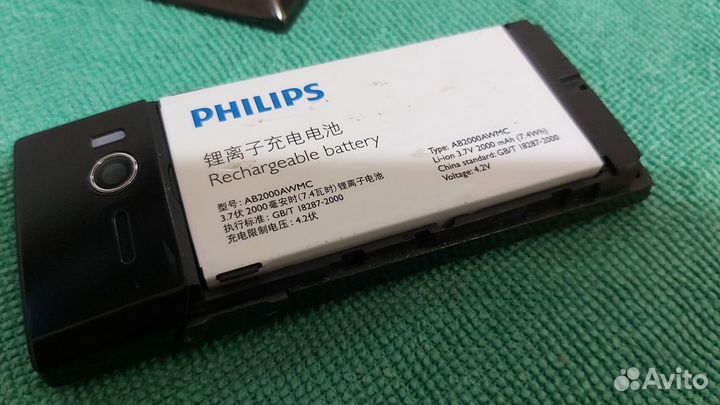 PHILIPS
锂离子充电电池
Rechargeable battery
型号: AB2000AWMC
3.7伏 2000毫安时(7.4瓦时)锂离子电池
执行标准: GB/T 18287-2000
充电限制电压: 4.2伏
Type: AB2000AWMC
Li-ion 3.7V 2000 mAh (7.4Wh)
China standard: GB/T 18287-2000
Voltage: 4.2V
Avito